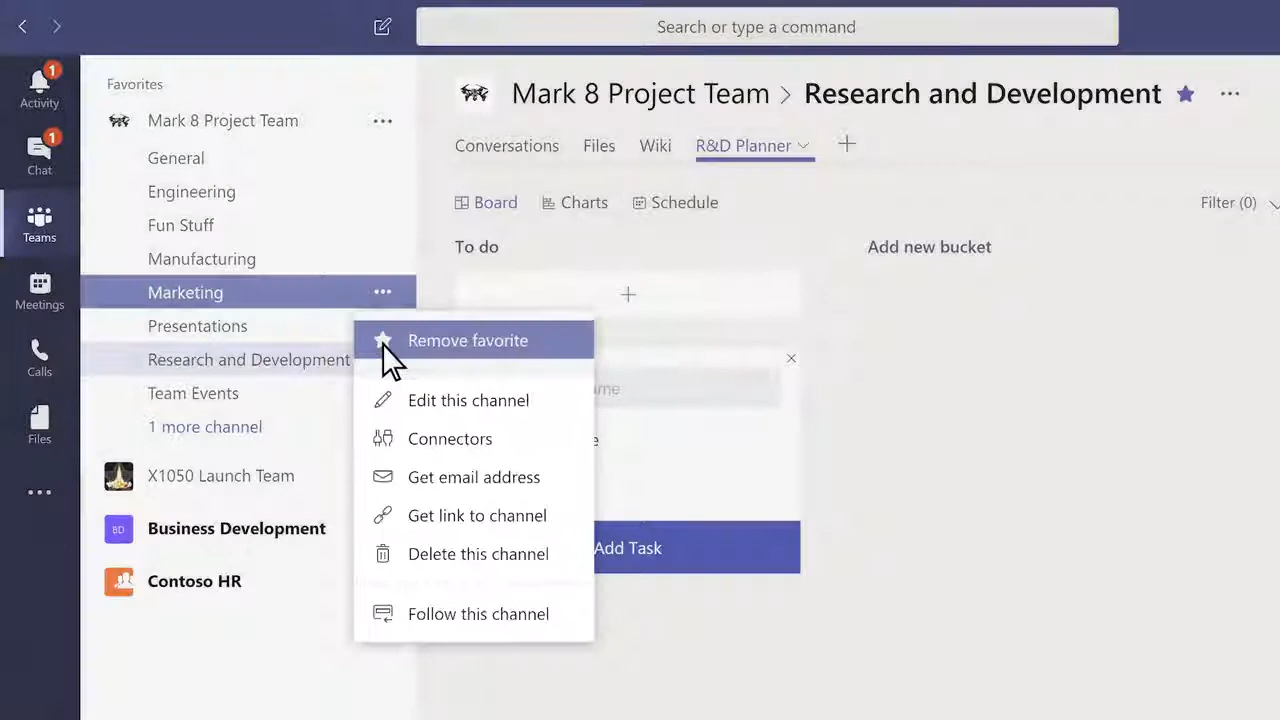 Search or type a command
1
Activity
1
Chat
Teams
Meetings
Calls
Files
Favorites
Mark 8 Project Team
General
Engineering
Fun Stuff
Manufacturing
Marketing
Presentations
Research and Development
Team Events
1 more channel
X1050 Launch Team
BD
Business Development
Contoso HR
Mark 8 Project Team > Research and Development
Conversations Files Wiki R&D Planner
Board Charts Schedule
Filter (0)
To do
Add new bucket
Remove favorite
Edit this channel
Connectors
Get email address
Get link to channel
Delete this channel
Follow this channel
Add Task